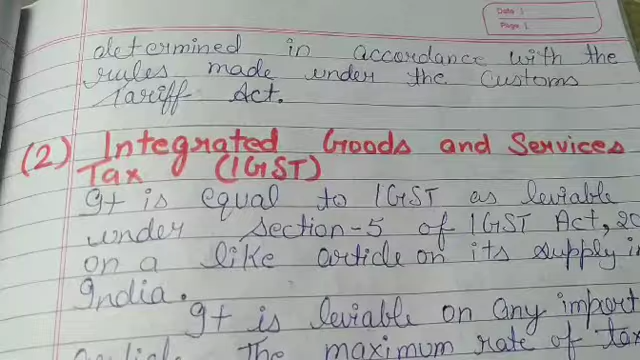 Date :
Page :
determined in accordance with the
rules made under the Customs
Tariff Act.
(2) Integrated Goods and Services
Tax (IGST)
It is equal to IGST as leviable
under Section-5 of IGST Act,
on a like article on its supply
India.
It is leviable on any import
The maximum rate of tax